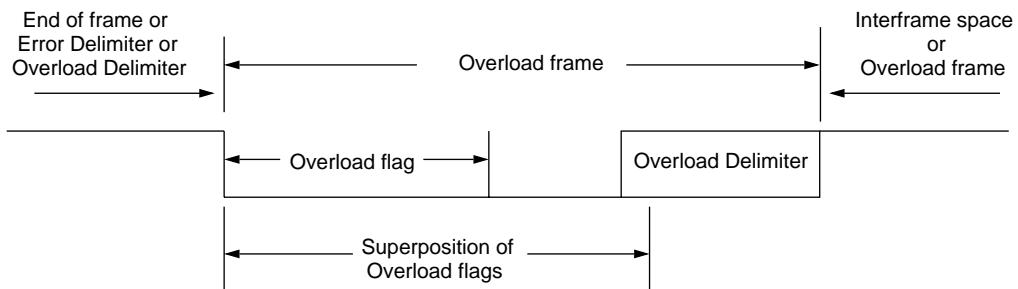 End of frame or
Error Delimiter or
Overload Delimiter
Overload frame
Interframe space
or
Overload frame
Overload flag
Overload Delimiter
Superposition of
Overload flags